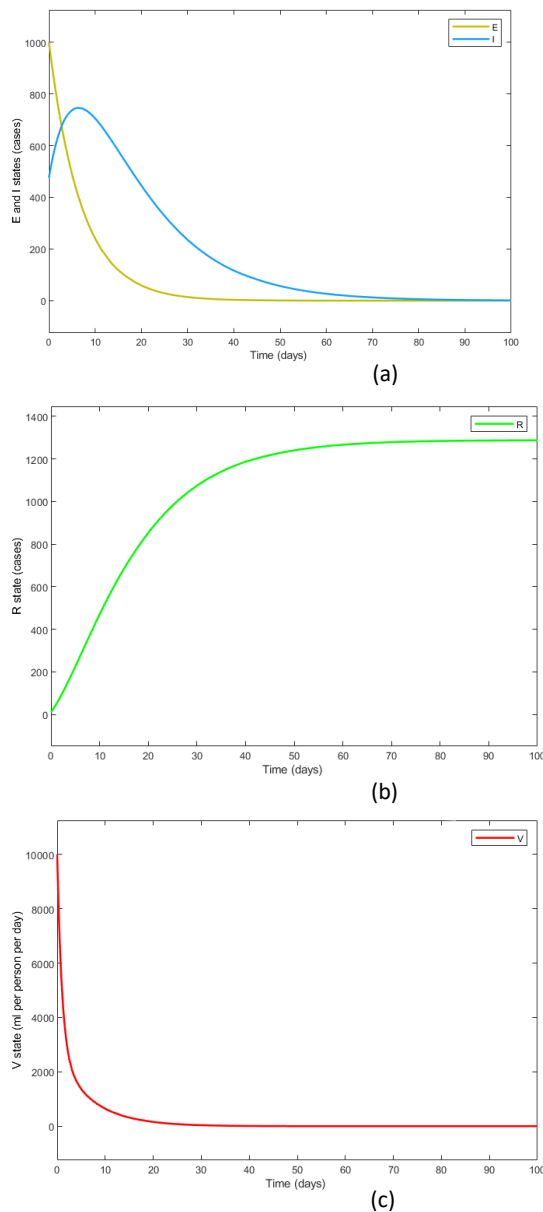 E
I
1000
800
600
400
200
0
E and I states (cases)
0 10 20 30 40 50 60 70 80 90 100
Time (days)
(a)
R
1400
1200
1000
800
600
400
200
0
R state (cases)
0 10 20 30 40 50 60 70 80 90 100
Time (days)
(b)
V
10000
8000
6000
4000
2000
0
V state (ml per person per day)
0 10 20 30 40 50 60 70 80 90 100
Time (days)
(c)